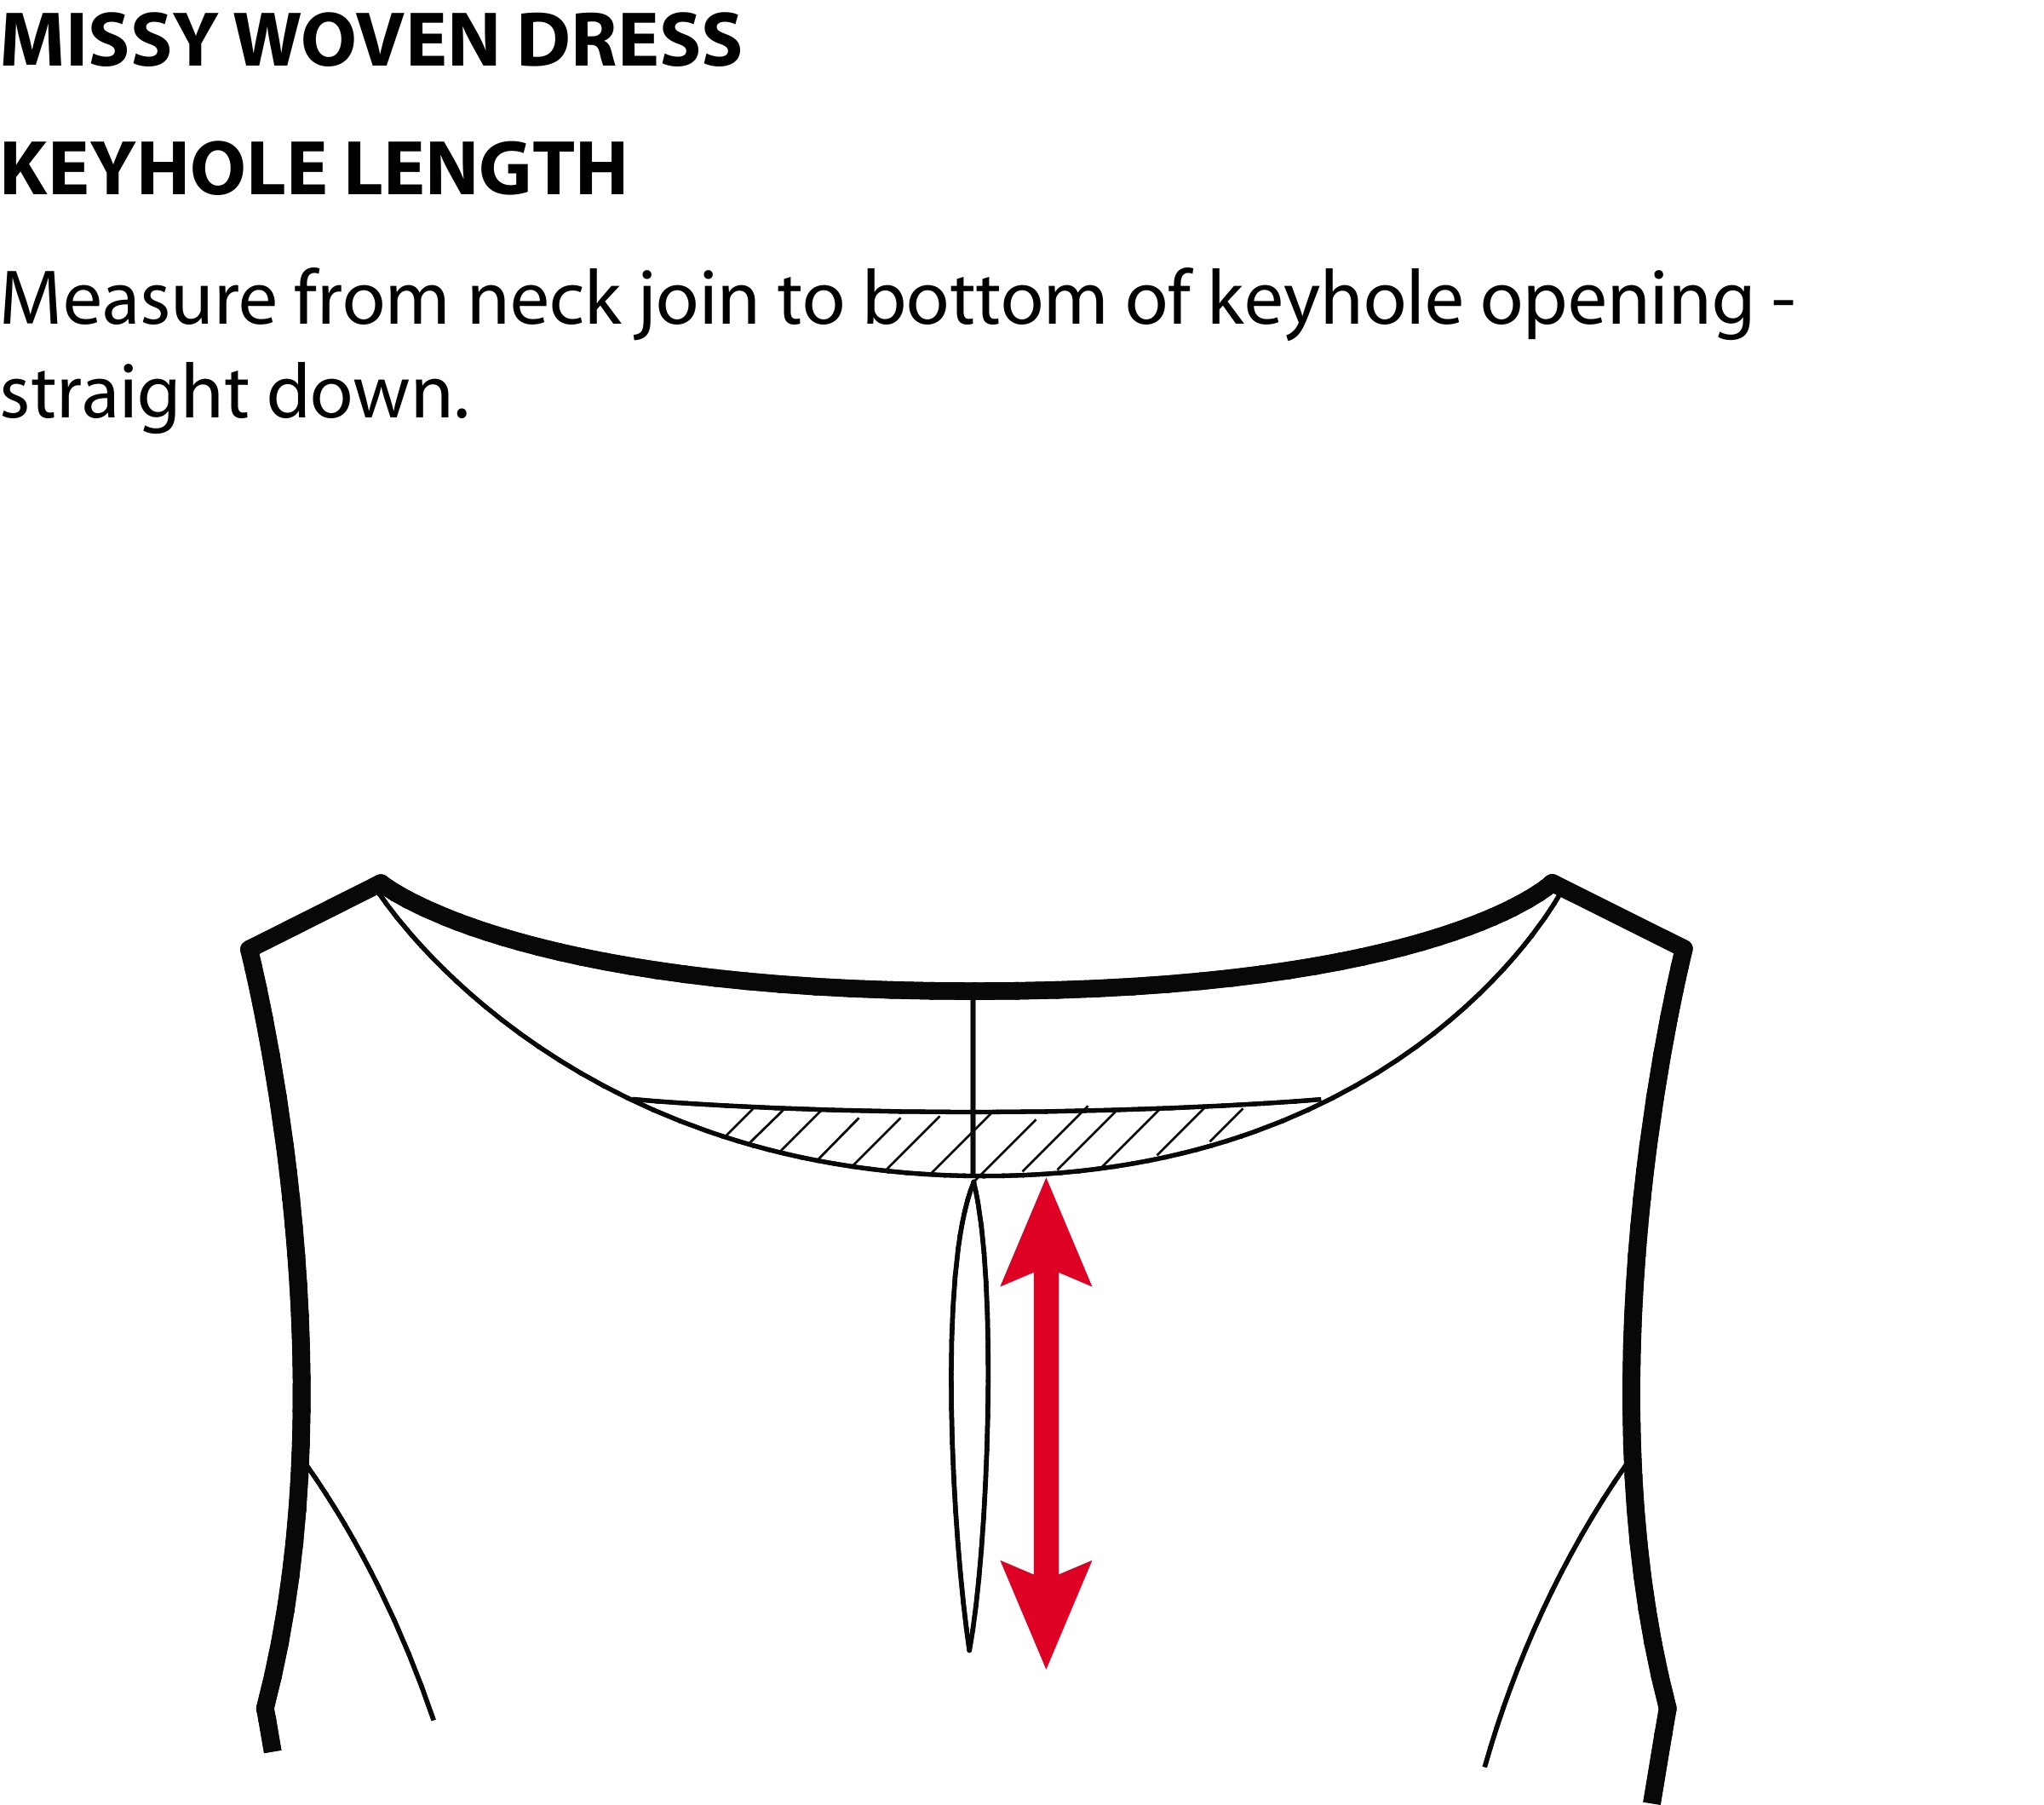 MISSY WOVEN DRESS
KEYHOLE LENGTH
Measure from neck join to bottom of keyhole opening -
straight down.